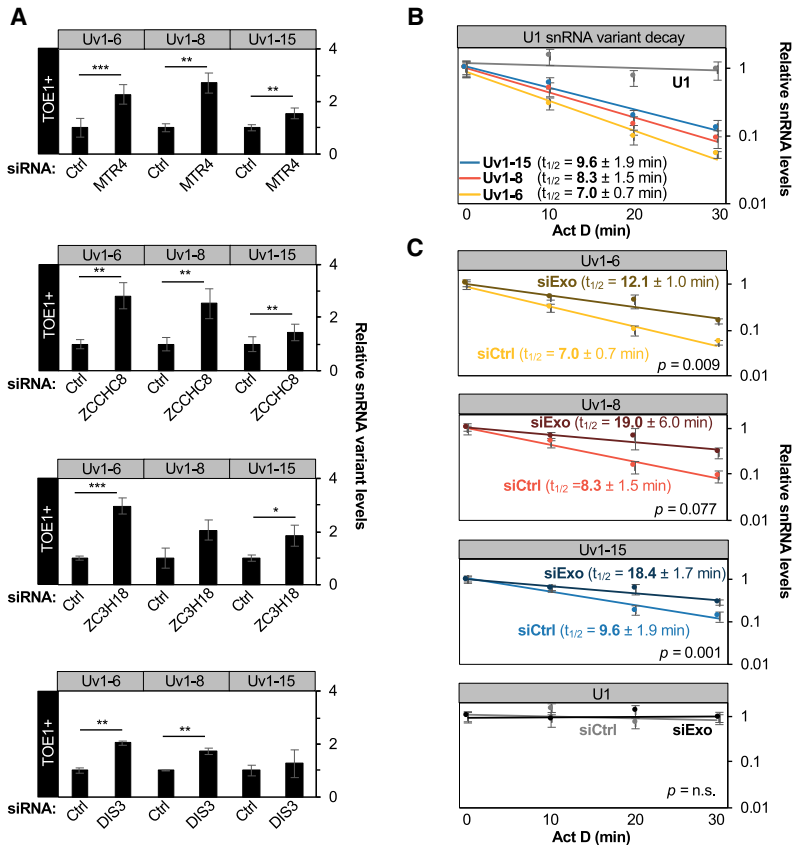 A
Uv1-6 Uv1-8 Uv1-15
TOE1+
*** ** **
4
2
0
siRNA: Ctrl MTR4 Ctrl MTR4 Ctrl MTR4
Uv1-6 Uv1-8 Uv1-15
TOE1+
** ** **
4
2
0
siRNA: Ctrl ZCCHC8 Ctrl ZCCHC8 Ctrl ZCCHC8
Uv1-6 Uv1-8 Uv1-15
TOE1+
*** *
4
2
0
siRNA: Ctrl ZC3H18 Ctrl ZC3H18 Ctrl ZC3H18
Uv1-6 Uv1-8 Uv1-15
TOE1+
** **
4
2
0
siRNA: Ctrl DIS3 Ctrl DIS3 Ctrl DIS3
Relative snRNA variant levels
B
U1 snRNA variant decay
U1
Uv1-15 (t1/2 = 9.6 ± 1.9 min)
Uv1-8 (t1/2 = 8.3 ± 1.5 min)
Uv1-6 (t1/2 = 7.0 ± 0.7 min)
1
0.1
0.01
0 10 20 30
Act D (min)
Relative snRNA levels
C
Uv1-6
siExo (t1/2 = 12.1 ± 1.0 min)
siCtrl (t1/2 = 7.0 ± 0.7 min)
p = 0.009
1
0.1
0.01
Uv1-8
siExo (t1/2 = 19.0 ± 6.0 min)
siCtrl (t1/2 =8.3 ± 1.5 min)
p = 0.077
1
0.1
0.01
Uv1-15
siExo (t1/2 = 18.4 ± 1.7 min)
siCtrl (t1/2 = 9.6 ± 1.9 min)
p = 0.001
1
0.1
0.01
U1
siCtrl siExo
p = n.s.
1
0.1
0.01
0 10 20 30
Act D (min)
Relative snRNA levels